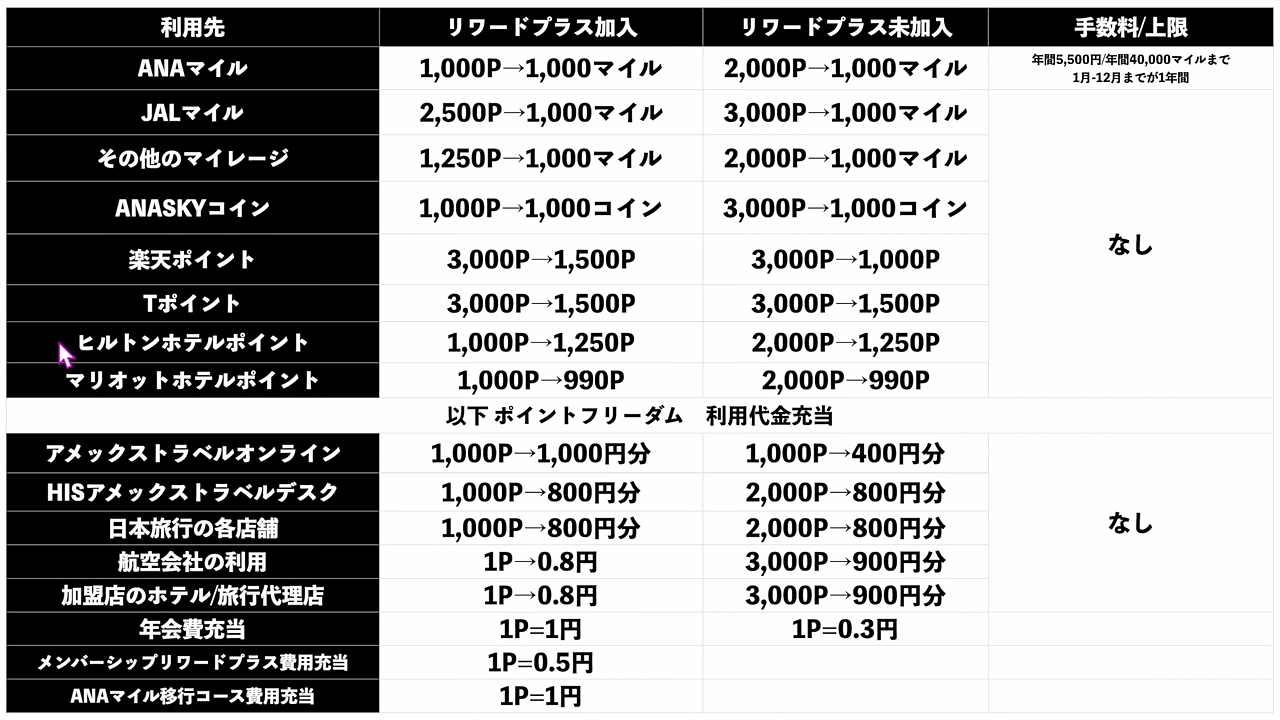 利用先 リワードプラス加入 リワードプラス未加入 手数料/上限
ANAマイル 1,000P→1,000マイル 2,000P→1,000マイル 年間5,500円/年間40,000マイルまで
1月-12月までが1年間
JALマイル 2,500P→1,000マイル 3,000P→1,000マイル
その他のマイレージ 1,250P→1,000マイル 2,000P→1,000マイル
ANASKYコイン 1,000P→1,000コイン 3,000P→1,000コイン
なし
楽天ポイント 3,000P→1,500P 3,000P→1,000P
Tポイント 3,000P→1,500P 3,000P→1,500P
ヒルトンホテルポイント 1,000P→1,250P 2,000P→1,250P
マリオットホテルポイント 1,000P→990P 2,000P→990P
以下 ポイントフリーダム 利用代金充当
アメックストラベルオンライン 1,000P→1,000円分 1,000P→400円分
HISアメックストラベルデスク 1,000P→800円分 2,000P→800円分
なし
日本旅行の各店舗 1,000P→800円分 2,000P→800円分
航空会社の利用 1P→0.8円 3,000P→900円分
加盟店のホテル/旅行代理店 1P→0.8円 3,000P→900円分
年会費充当 1P=1円 1P=0.3円
メンバーシップリワードプラス費用充当 1P=0.5円
ANAマイル移行コース費用充当 1P=1円